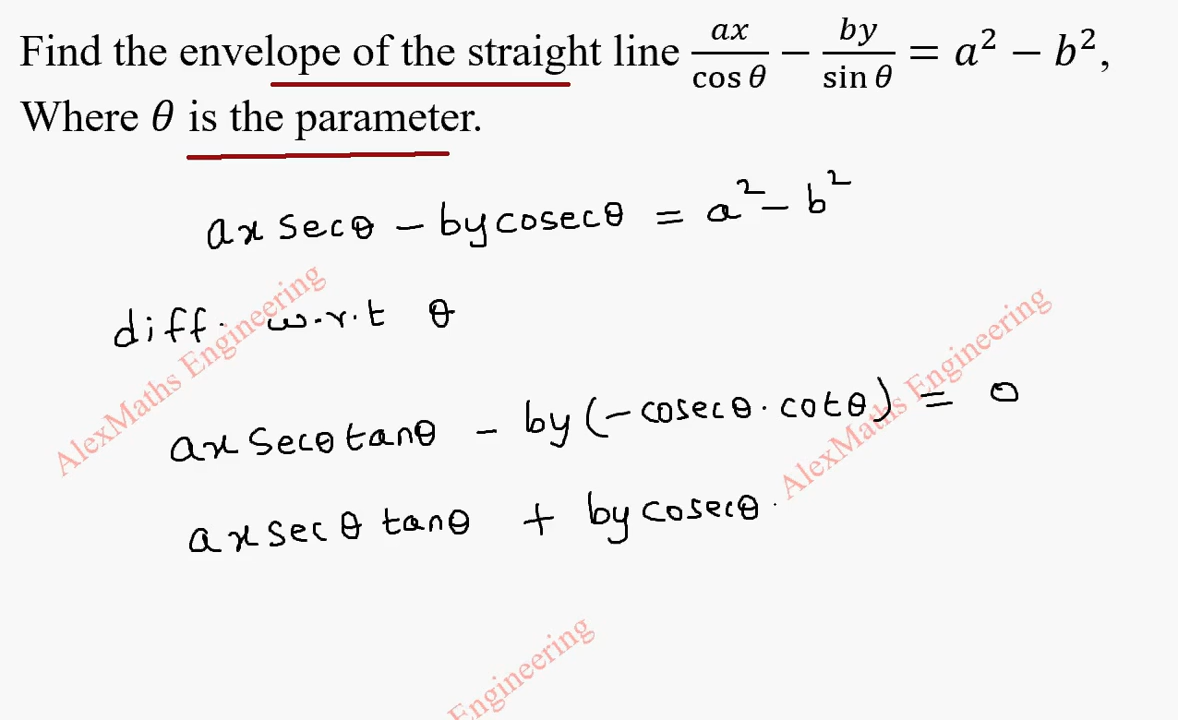 Find the envelope of the straight line ax/cos θ − by/sin θ = a² − b²,
Where θ is the parameter.
ax secθ − by cosecθ = a² − b²
diff. w.r.t θ
ax secθ tanθ − by (−cosecθ . cotθ) = 0
ax sec θ tanθ + by cosecθ .
AlexMaths Engineering
AlexMaths Engineering
Engineering